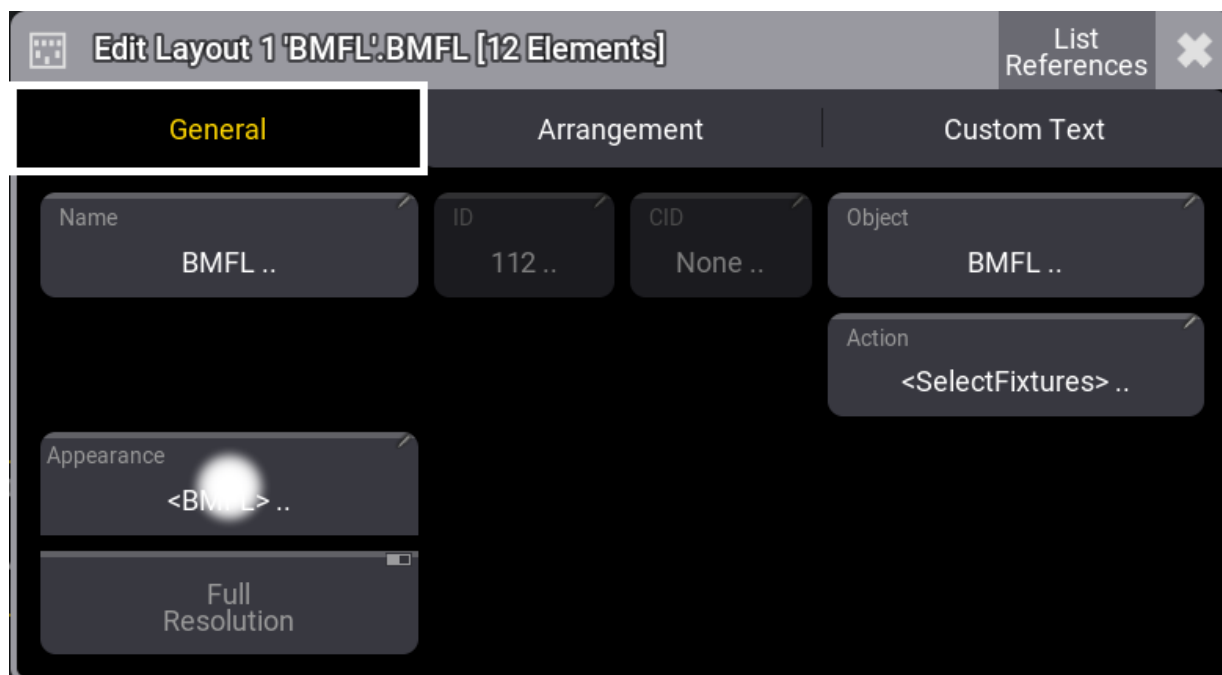 Edit Layout 1 'BMFL'.BMFL [12 Elements]
List
References
General
Arrangement
Custom Text
Name
BMFL ..
ID
112 ..
CID
None ..
Object
BMFL ..
Action
<SelectFixtures> ..
Appearance
<BMFL> ..
Full
Resolution